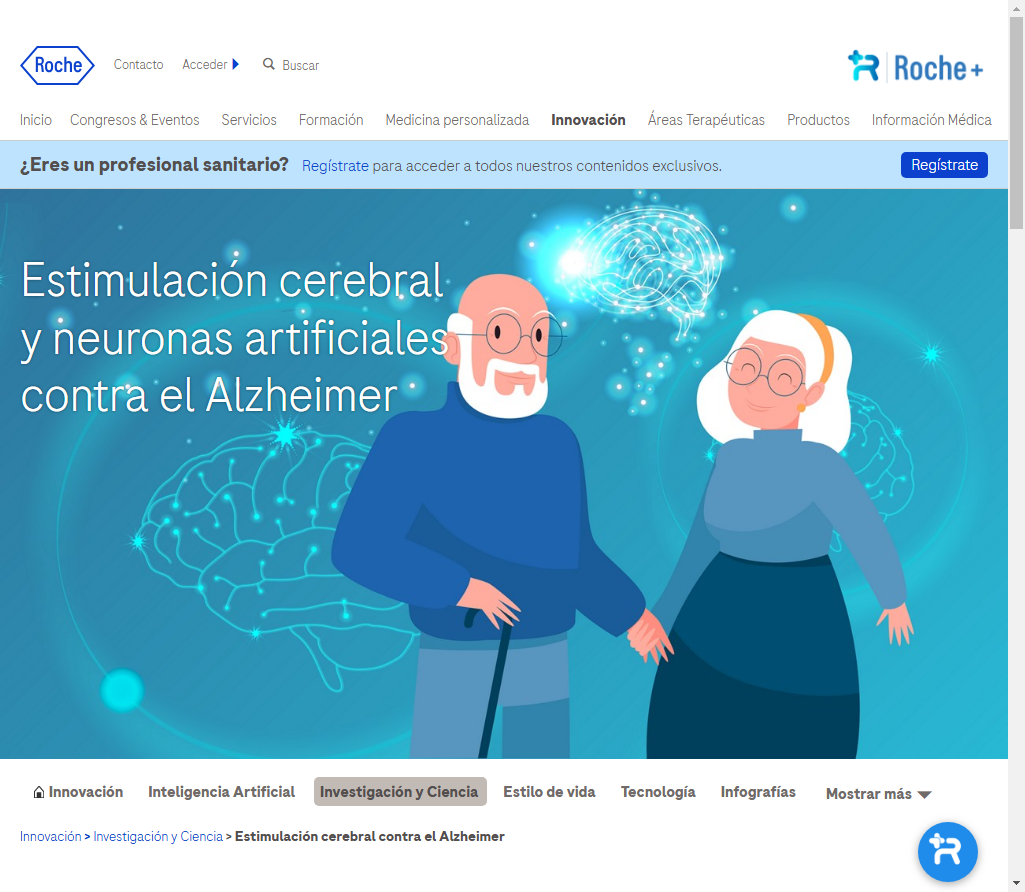 Roche
Contacto
Acceder
Buscar
Roche+
Inicio
Congresos & Eventos
Servicios
Formación
Medicina personalizada
Innovación
Áreas Terapéuticas
Productos
Información Médica
¿Eres un profesional sanitario? Regístrate para acceder a todos nuestros contenidos exclusivos.
Regístrate
Estimulación cerebral
y neuronas artificiales
contra el Alzheimer
Innovación
Inteligencia Artificial
Investigación y Ciencia
Estilo de vida
Tecnología
Infografías
Mostrar más
Innovación > Investigación y Ciencia > Estimulación cerebral contra el Alzheimer